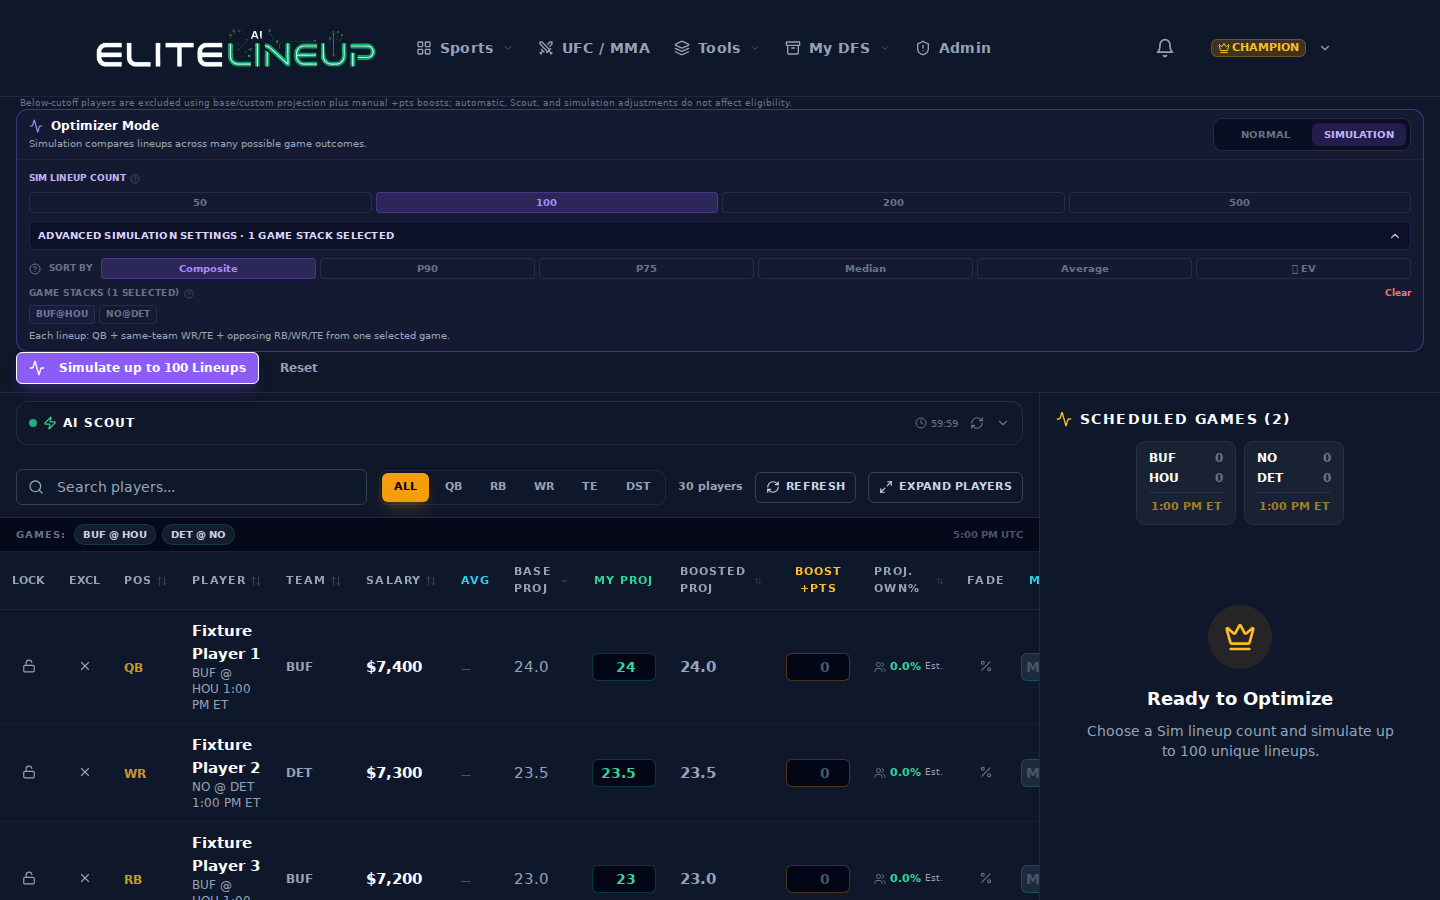 AI
ELITELINEUP
Sports
UFC / MMA
Tools
My DFS
Admin
CHAMPION
Below-cutoff players are excluded using base/custom projection plus manual +pts boosts; automatic, Scout, and simulation adjustments do not affect eligibility.
Optimizer Mode
Simulation compares lineups across many possible game outcomes.
NORMAL
SIMULATION
SIM LINEUP COUNT
50
100
200
500
ADVANCED SIMULATION SETTINGS · 1 GAME STACK SELECTED
SORT BY
Composite
P90
P75
Median
Average
EV
GAME STACKS (1 SELECTED)
Clear
BUF@HOU
NO@DET
Each lineup: QB + same-team WR/TE + opposing RB/WR/TE from one selected game.
Simulate up to 100 Lineups
Reset
AI SCOUT
59:59
Search players...
ALL
QB
RB
WR
TE
DST
30 players
REFRESH
EXPAND PLAYERS
GAMES:
BUF @ HOU
DET @ NO
5:00 PM UTC
LOCK
EXCL
POS
PLAYER
TEAM
SALARY
AVG
BASE
PROJ
MY PROJ
BOOSTED
PROJ
BOOST
+PTS
PROJ.
OWN%
FADE
M
QB
Fixture
Player 1
BUF @
HOU 1:00
PM ET
BUF
$7,400
—
24.0
24
24.0
0
0.0% Est.
%
M
WR
Fixture
Player 2
NO @ DET
1:00 PM ET
DET
$7,300
—
23.5
23.5
23.5
0
0.0% Est.
%
M
RB
Fixture
Player 3
BUF @
HOU 1:00
BUF
$7,200
—
23.0
23
23.0
0
0.0% Est.
%
M
SCHEDULED GAMES (2)
BUF 0
HOU 0
1:00 PM ET
NO 0
DET 0
1:00 PM ET
Ready to Optimize
Choose a Sim lineup count and simulate up
to 100 unique lineups.